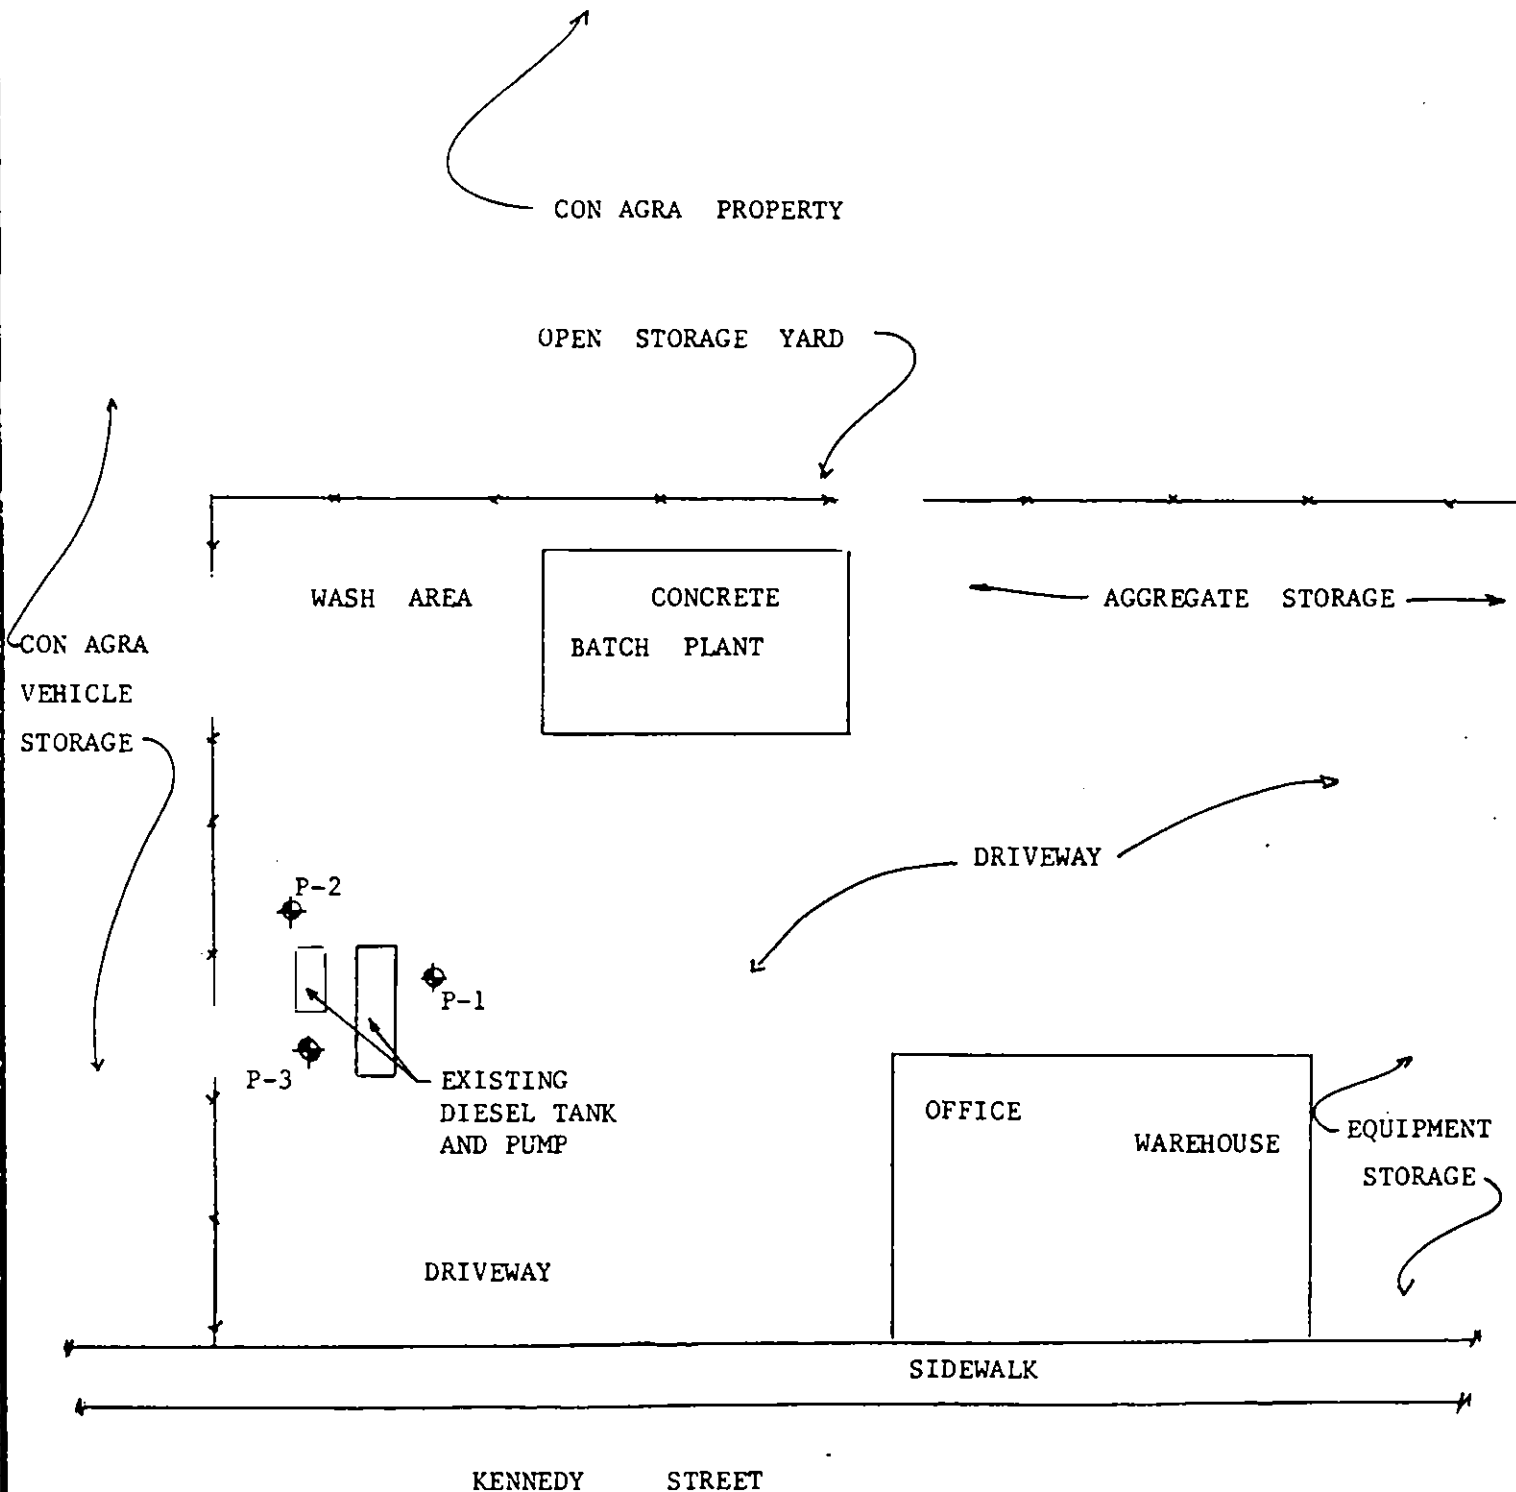 CON AGRA PROPERTY
OPEN STORAGE YARD
WASH AREA
CONCRETE
BATCH PLANT
AGGREGATE STORAGE
CON AGRA
VEHICLE
STORAGE
DRIVEWAY
P-2
P-1
P-3
EXISTING
DIESEL TANK
AND PUMP
OFFICE
WAREHOUSE
EQUIPMENT
STORAGE
DRIVEWAY
SIDEWALK
KENNEDY STREET